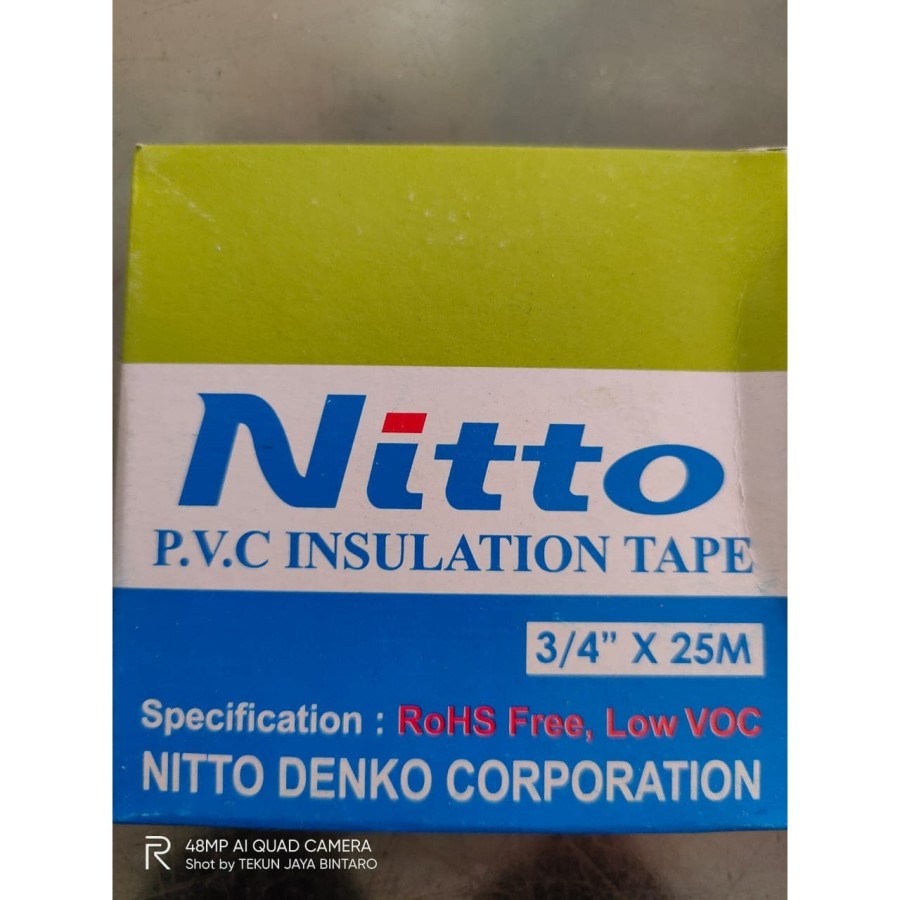 Nitto
P.V.C INSULATION TAPE
3/4" X 25M
Specification : RoHS Free, Low VOC
NITTO DENKO CORPORATION
R 48MP AI QUAD CAMERA
Shot by TEKUN JAYA BINTARO